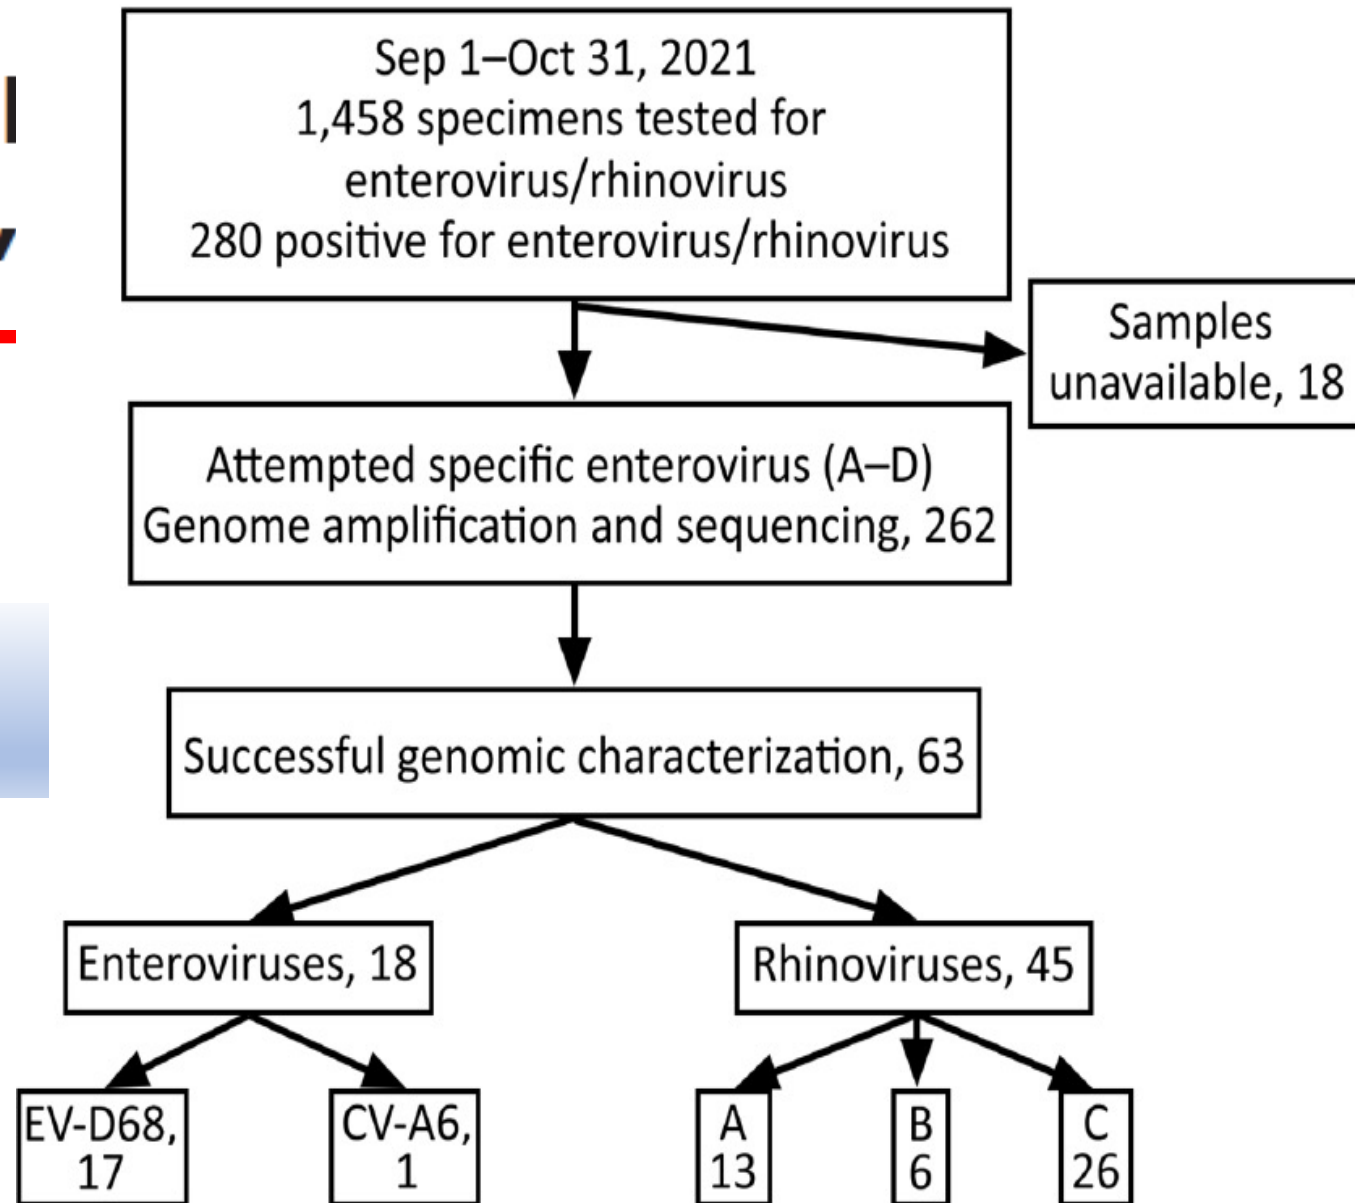 Sep 1–Oct 31, 2021
1,458 specimens tested for
enterovirus/rhinovirus
280 positive for enterovirus/rhinovirus
Samples
unavailable, 18
Attempted specific enterovirus (A–D)
Genome amplification and sequencing, 262
Successful genomic characterization, 63
Enteroviruses, 18
Rhinoviruses, 45
EV-D68,
17
CV-A6,
1
A
13
B
6
C
26